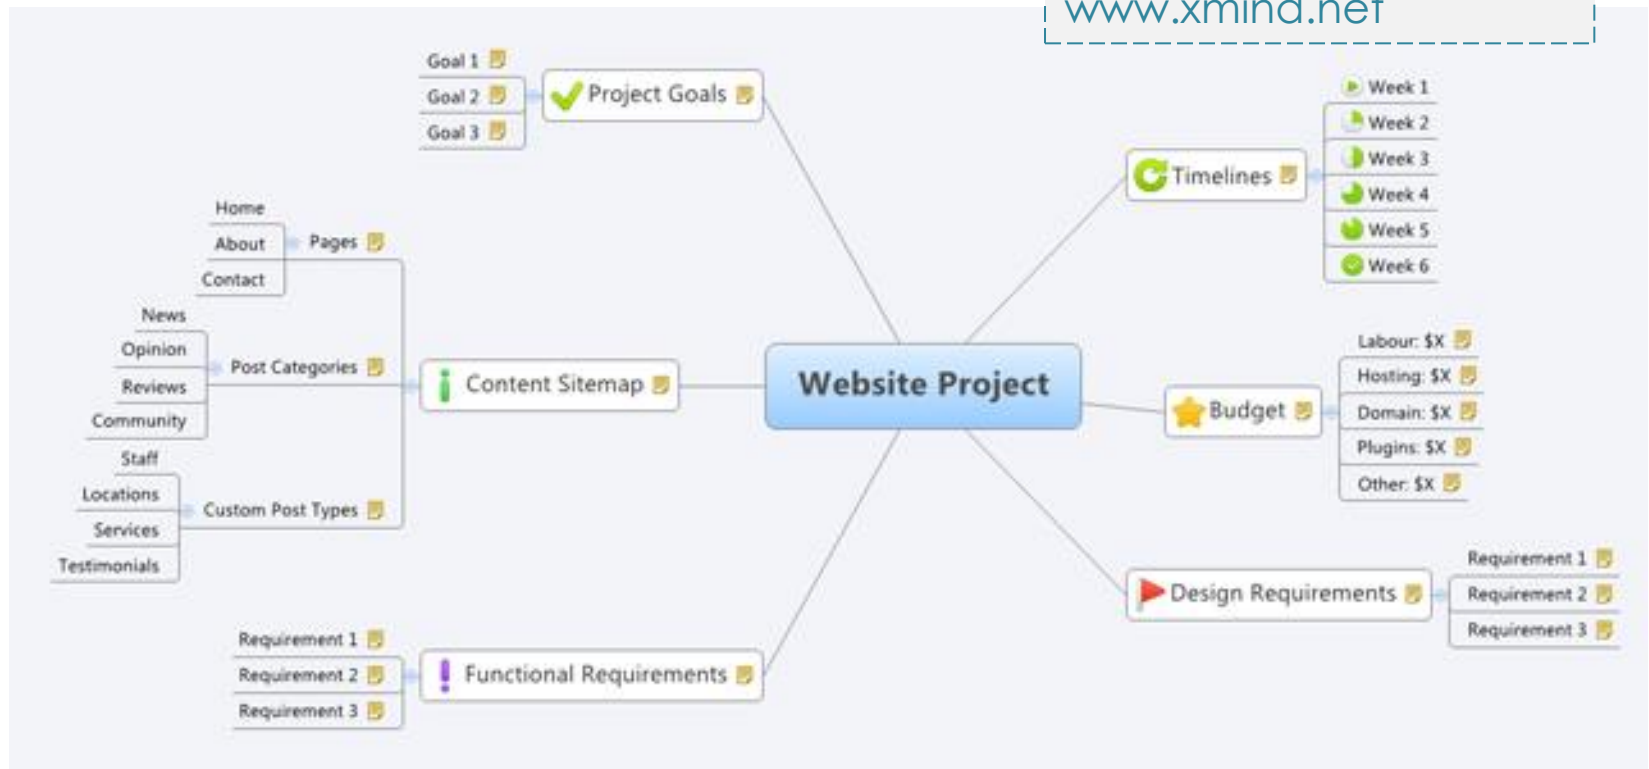 www.xmind.net
Goal 1
Goal 2
Goal 3
Project Goals
Week 1
Week 2
Week 3
Week 4
Week 5
Week 6
Timelines
Home
About
Contact
Pages
News
Opinion
Reviews
Community
Post Categories
Staff
Locations
Services
Testimonials
Custom Post Types
Content Sitemap
Website Project
Labour: $X
Hosting: $X
Domain: $X
Plugins: $X
Other: $X
Budget
Requirement 1
Requirement 2
Requirement 3
Design Requirements
Requirement 1
Requirement 2
Requirement 3
Functional Requirements